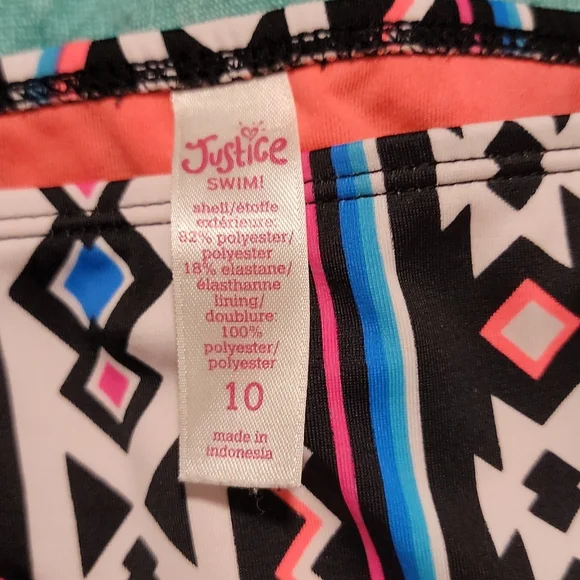 Justice
SWIM!
shell/étoffe
extérieure:
82% polyester/
polyester
18% elastane/
élasthanne
lining/
doublure:
100%
polyester/
polyester
10
made in
indonesia